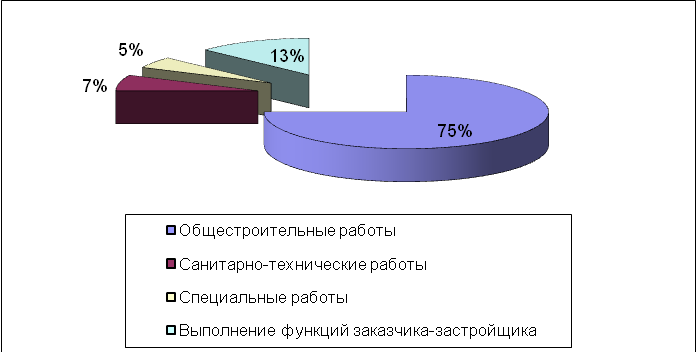 13%
5%
7%
75%
Общестроительные работы
Санитарно-технические работы
Специальные работы
Выполнение функций заказчика-застройщика